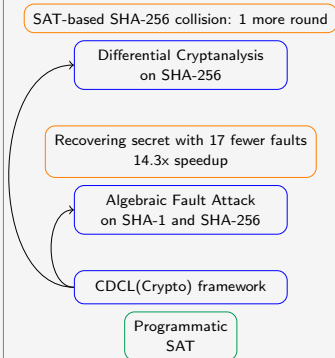 SAT-based SHA-256 collision: 1 more round
Differential Cryptanalysis
on SHA-256
Recovering secret with 17 fewer faults
14.3x speedup
Algebraic Fault Attack
on SHA-1 and SHA-256
CDCL(Crypto) framework
Programmatic
SAT